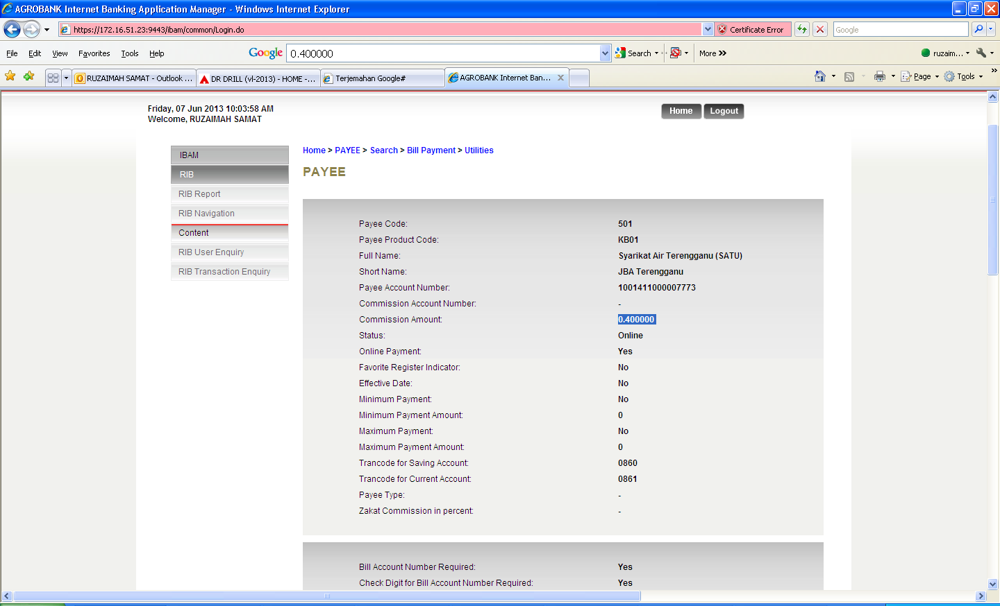 AGROBANK Internet Banking Application Manager - Windows Internet Explorer
https://172.16.51.23:9443/ibam/common/Login.do Certificate Error Google
File Edit View Favorites Tools Help Google 0.400000 Search More » ruzaim...
RUZAIMAH SAMAT - Outlook ... DR DRILL (vl-2013) - HOME -... Terjemahan Google# AGROBANK Internet Ban... Page Tools »
Friday, 07 Jun 2013 10:03:58 AM
Welcome, RUZAIMAH SAMAT
Home Logout
IBAM
RIB
RIB Report
RIB Navigation
Content
RIB User Enquiry
RIB Transaction Enquiry
Home > PAYEE > Search > Bill Payment > Utilities
PAYEE
Payee Code: 501
Payee Product Code: KB01
Full Name: Syarikat Air Terengganu (SATU)
Short Name: JBA Terengganu
Payee Account Number: 1001411000007773
Commission Account Number: -
Commission Amount: 0.400000
Status: Online
Online Payment: Yes
Favorite Register Indicator: No
Effective Date: No
Minimum Payment: No
Minimum Payment Amount: 0
Maximum Payment: No
Maximum Payment Amount: 0
Trancode for Saving Account: 0860
Trancode for Current Account: 0861
Payee Type: -
Zakat Commission in percent: -
Bill Account Number Required: Yes
Check Digit for Bill Account Number Required: Yes